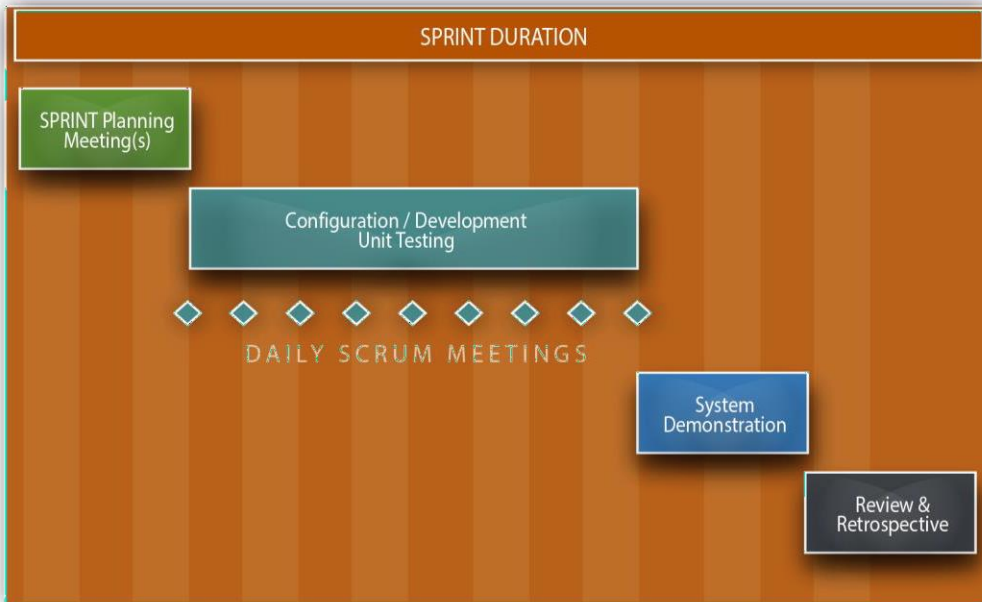 SPRINT DURATION
SPRINT Planning
Meeting(s)
Configuration / Development
Unit Testing
DAILY SCRUM MEETINGS
System
Demonstration
Review &
Retrospective